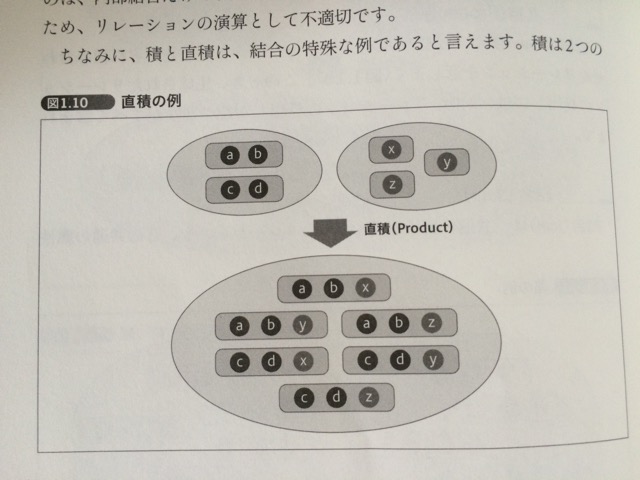 ため、リレーションの演算として不適切です。
ちなみに、積と直積は、結合の特殊な例であると言えます。積は2つの
図1.10 直積の例
a b
x
y
c d
z
直積(Product)
a b x
a b y
a b z
c d x
c d y
c d z